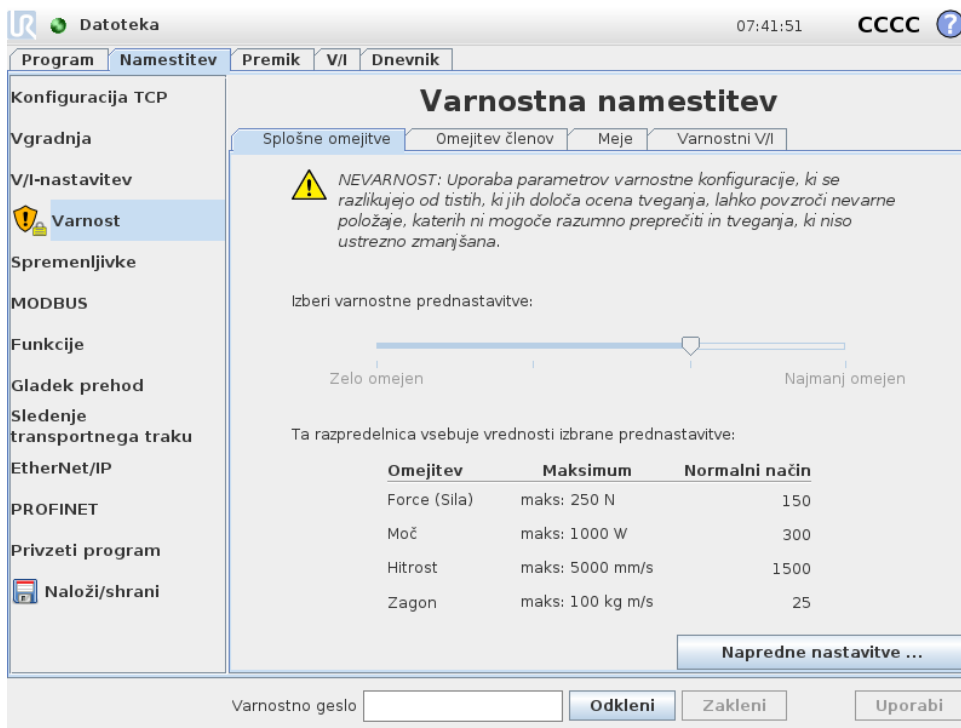 Datoteka
07:41:51
CCCC
?
Program
Namestitev
Premik
V/I
Dnevnik
Konfiguracija TCP
Vgradnja
V/I-nastavitev
Varnost
Spremenljivke
MODBUS
Funkcije
Gladek prehod
Sledenje
transportnega traku
EtherNet/IP
PROFINET
Privzeti program
Naloži/shrani
Varnostna namestitev
Splošne omejitve
Omejitev členov
Meje
Varnostni V/I
NEVARNOST: Uporaba parametrov varnostne konfiguracije, ki se
razlikujejo od tistih, ki jih določa ocena tveganja, lahko povzroči nevarne
položaje, katerih ni mogoče razumno preprečiti in tveganja, ki niso
ustrezno zmanjšana.
Izberi varnostne prednastavitve:
Zelo omejen
Najmanj omejen
Ta razpredelnica vsebuje vrednosti izbrane prednastavitve:
Omejitev Maksimum Normalni način
Force (Sila) maks: 250 N 150
Moč maks: 1000 W 300
Hitrost maks: 5000 mm/s 1500
Zagon maks: 100 kg m/s 25
Napredne nastavitve ...
Varnostno geslo
Odkleni
Zakleni
Uporabi